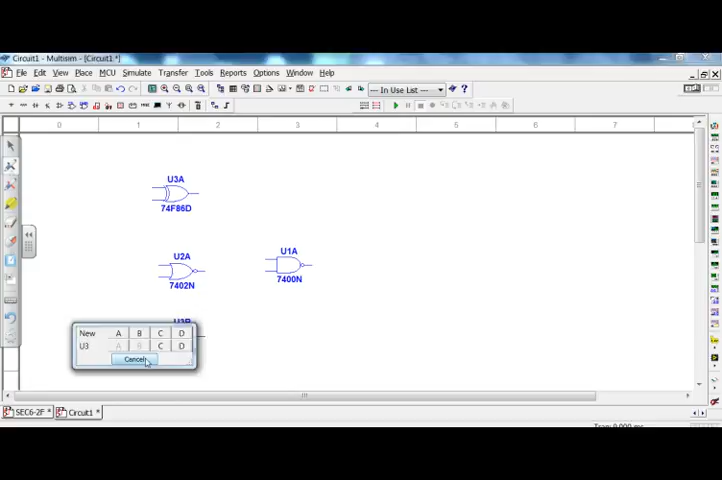 Circuit1 - Multisim - [Circuit1 *]
File Edit View Place MCU Simulate Transfer Tools Reports Options Window Help
--- In Use List ---
0 1 2 3 4 5 6 7
U3A
74F86D
U2A
7402N
U1A
7400N
New A B C D
U3 A B C D
Cancel
SEC6-2F * Circuit1 *